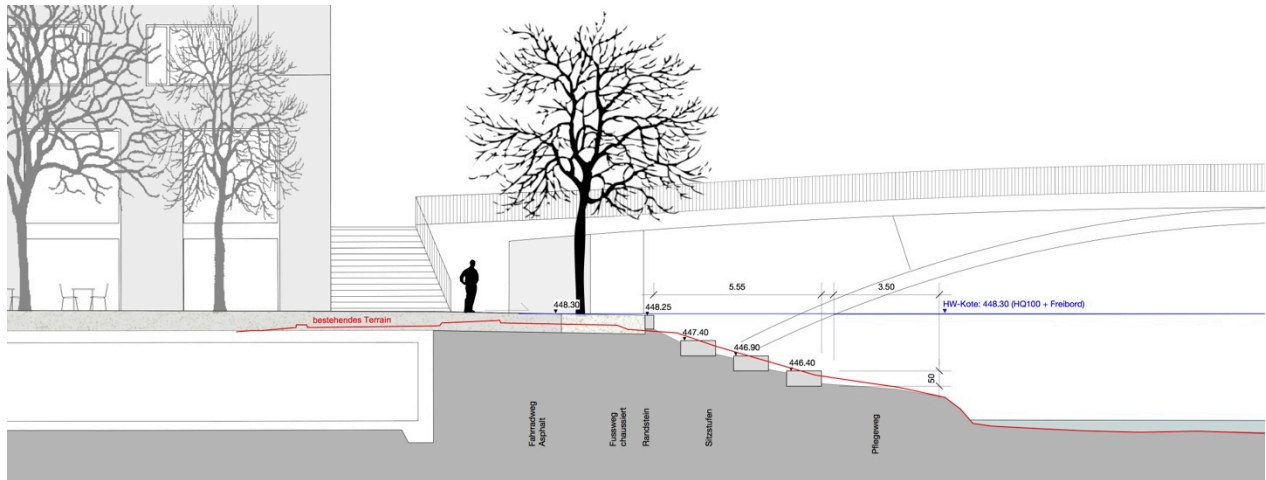 5.55
3.50
HW-Kote: 448.30 (HQ100 + Freibord)
448.30
448.25
bestehendes Terrain
447.40
446.90
446.40
50
Fahrradweg
Asphalt
Fussweg
chaussiert
Randstein
Sitzstufen
Pflegeweg